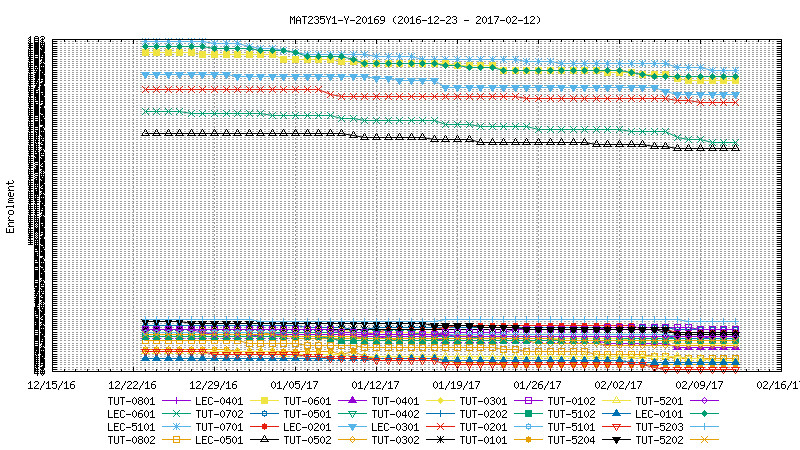 MAT235Y1-Y-20169 (2016-12-23 - 2017-02-12)
Enrolment
12/15/16 12/22/16 12/29/16 01/05/17 01/12/17 01/19/17 01/26/17 02/02/17 02/09/17 02/16/17
TUT-0801 LEC-0401 TUT-0601 TUT-0401 TUT-0301 TUT-0102 TUT-5201
LEC-0601 TUT-0702 TUT-0501 TUT-0402 TUT-0202 TUT-5102 LEC-0101
LEC-5101 TUT-0701 LEC-0201 LEC-0301 TUT-0201 TUT-5101 TUT-5203
TUT-0802 LEC-0501 TUT-0502 TUT-0302 TUT-0101 TUT-5204 TUT-5202